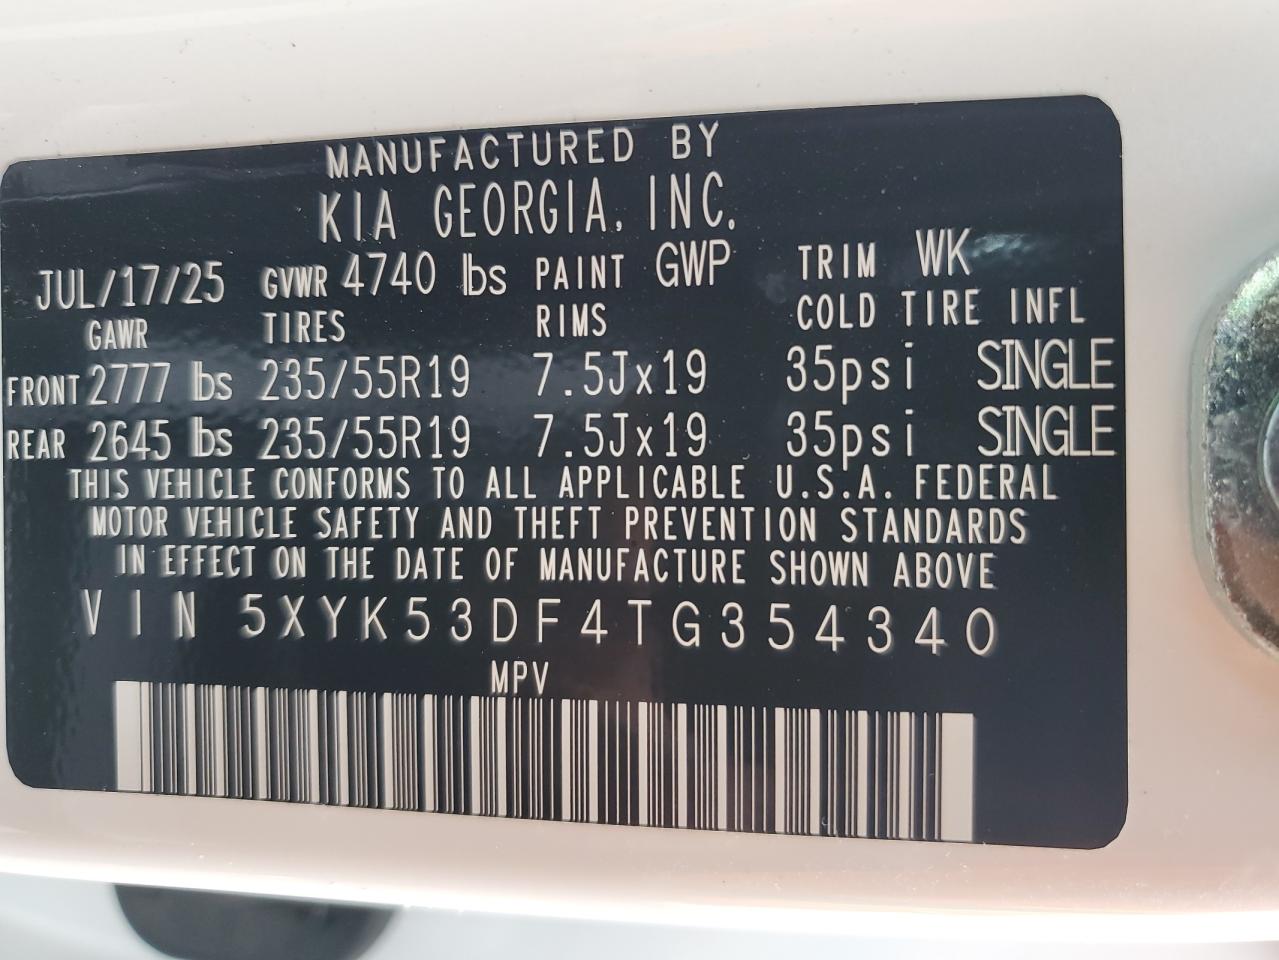 MANUFACTURED BY
KIA GEORGIA, INC.
JUL/17/25 GVWR 4740 lbs PAINT GWP TRIM WK
GAWR TIRES RIMS COLD TIRE INFL
FRONT 2777 lbs 235/55R19 7.5Jx19 35psi SINGLE
REAR 2645 lbs 235/55R19 7.5Jx19 35psi SINGLE
THIS VEHICLE CONFORMS TO ALL APPLICABLE U.S.A. FEDERAL
MOTOR VEHICLE SAFETY AND THEFT PREVENTION STANDARDS
IN EFFECT ON THE DATE OF MANUFACTURE SHOWN ABOVE
VIN 5XYK53DF4TG354340
MPV